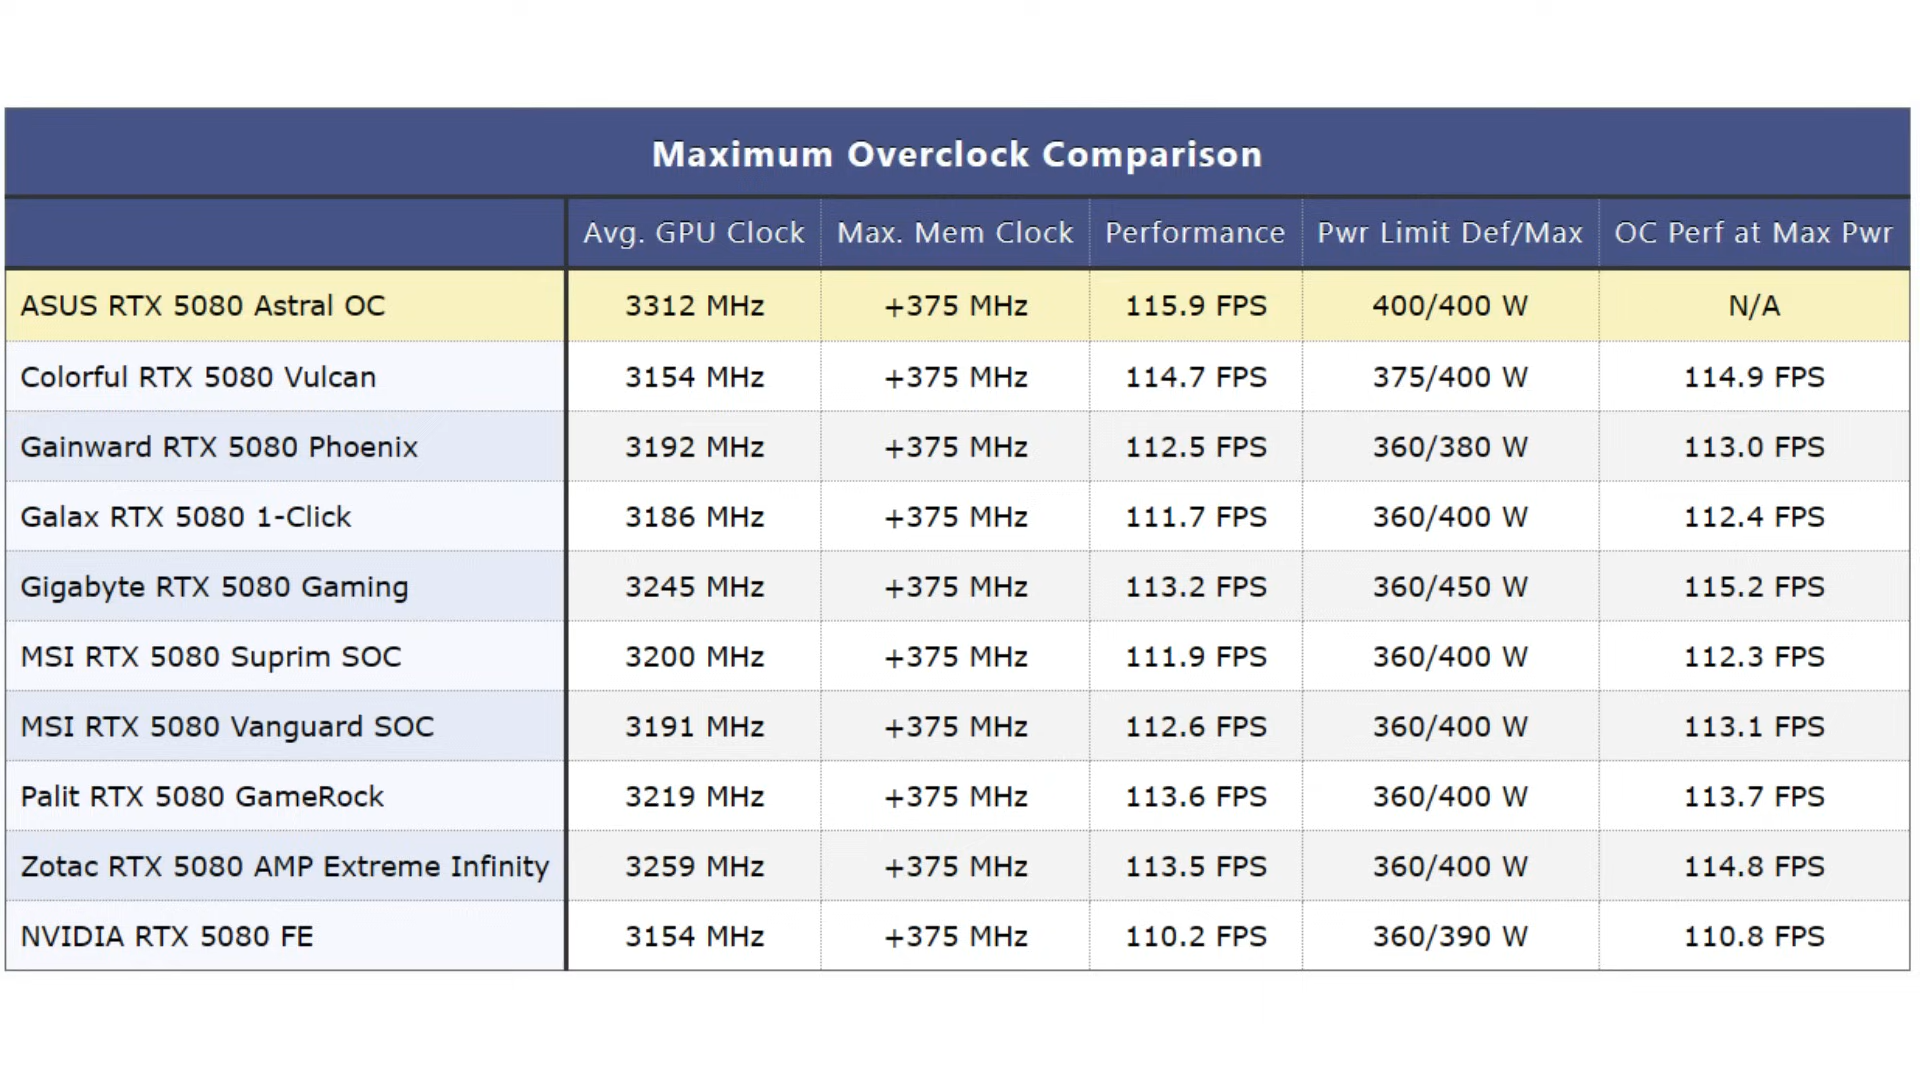 Maximum Overclock Comparison
Avg. GPU Clock Max. Mem Clock Performance Pwr Limit Def/Max OC Perf at Max Pwr
ASUS RTX 5080 Astral OC 3312 MHz +375 MHz 115.9 FPS 400/400 W N/A
Colorful RTX 5080 Vulcan 3154 MHz +375 MHz 114.7 FPS 375/400 W 114.9 FPS
Gainward RTX 5080 Phoenix 3192 MHz +375 MHz 112.5 FPS 360/380 W 113.0 FPS
Galax RTX 5080 1-Click 3186 MHz +375 MHz 111.7 FPS 360/400 W 112.4 FPS
Gigabyte RTX 5080 Gaming 3245 MHz +375 MHz 113.2 FPS 360/450 W 115.2 FPS
MSI RTX 5080 Suprim SOC 3200 MHz +375 MHz 111.9 FPS 360/400 W 112.3 FPS
MSI RTX 5080 Vanguard SOC 3191 MHz +375 MHz 112.6 FPS 360/400 W 113.1 FPS
Palit RTX 5080 GameRock 3219 MHz +375 MHz 113.6 FPS 360/400 W 113.7 FPS
Zotac RTX 5080 AMP Extreme Infinity 3259 MHz +375 MHz 113.5 FPS 360/400 W 114.8 FPS
NVIDIA RTX 5080 FE 3154 MHz +375 MHz 110.2 FPS 360/390 W 110.8 FPS